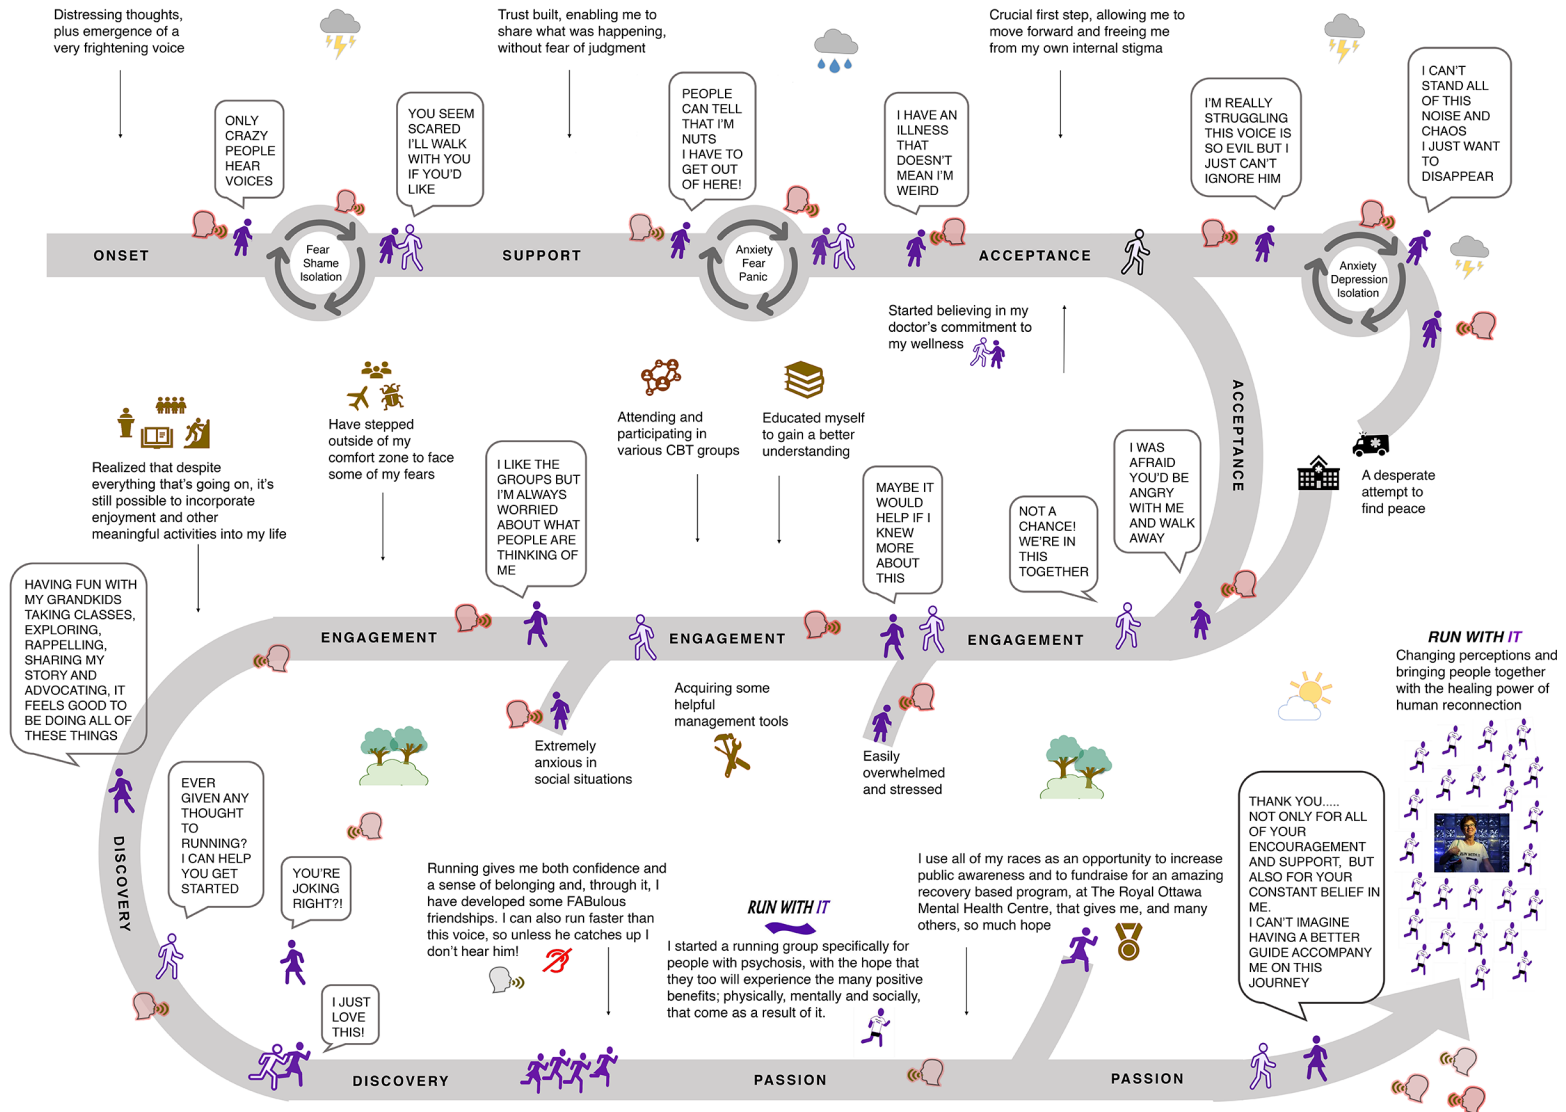 Distressing thoughts,
plus emergence of a
very frightening voice
Trust built, enabling me to
share what was happening,
without fear of judgment
Crucial first step, allowing me to
move forward and freeing me
from my own internal stigma
ONLY
CRAZY
PEOPLE
HEAR
VOICES
YOU SEEM
SCARED
I'LL WALK
WITH YOU
IF YOU'D
LIKE
PEOPLE
CAN TELL
THAT I'M
NUTS
I HAVE TO
GET OUT
OF HERE!
I HAVE AN
ILLNESS
THAT
DOESN'T
MEAN I'M
WEIRD
I'M REALLY
STRUGGLING
THIS VOICE IS
SO EVIL BUT I
JUST CAN'T
IGNORE HIM
I CAN'T
STAND ALL
OF THIS
NOISE AND
CHAOS
I JUST WANT
TO
DISAPPEAR
ONSET
Fear
Shame
Isolation
SUPPORT
Anxiety
Fear
Panic
ACCEPTANCE
Anxiety
Depression
Isolation
Started believing in my
doctor's commitment to
my wellness
ACCEPTANCE
A desperate
attempt to
find peace
I WAS
AFRAID
YOU'D BE
ANGRY
WITH ME
AND WALK
AWAY
NOT A
CHANCE!
WE'RE IN
THIS
TOGETHER
MAYBE IT
WOULD
HELP IF I
KNEW
MORE
ABOUT
THIS
Educated myself
to gain a better
understanding
Attending and
participating in
various CBT groups
I LIKE THE
GROUPS BUT
I'M ALWAYS
WORRIED
ABOUT WHAT
PEOPLE ARE
THINKING OF
ME
Have stepped
outside of my
comfort zone to face
some of my fears
Realized that despite
everything that's going on, it's
still possible to incorporate
enjoyment and other
meaningful activities into my life
ENGAGEMENT
ENGAGEMENT
ENGAGEMENT
Easily
overwhelmed
and stressed
Acquiring some
helpful
management tools
Extremely
anxious in
social situations
HAVING FUN WITH
MY GRANDKIDS
TAKING CLASSES,
EXPLORING,
RAPPELLING,
SHARING MY
STORY AND
ADVOCATING, IT
FEELS GOOD TO
BE DOING ALL OF
THESE THINGS
DISCOVERY
EVER
GIVEN ANY
THOUGHT
TO
RUNNING?
I CAN HELP
YOU GET
STARTED
YOU'RE
JOKING
RIGHT?!
I JUST
LOVE
THIS!
DISCOVERY
Running gives me both confidence and
a sense of belonging and, through it, I
have developed some FABulous
friendships. I can also run faster than
this voice, so unless he catches up I
don't hear him!
RUN WITH IT
I started a running group specifically for
people with psychosis, with the hope that
they too will experience the many positive
benefits; physically, mentally and socially,
that come as a result of it.
PASSION
I use all of my races as an opportunity to increase
public awareness and to fundraise for an amazing
recovery based program, at The Royal Ottawa
Mental Health Centre, that gives me, and many
others, so much hope
PASSION
THANK YOU.....
NOT ONLY FOR ALL
OF YOUR
ENCOURAGEMENT
AND SUPPORT, BUT
ALSO FOR YOUR
CONSTANT BELIEF IN
ME.
I CAN'T IMAGINE
HAVING A BETTER
GUIDE ACCOMPANY
ME ON THIS
JOURNEY
RUN WITH IT
Changing perceptions and
bringing people together
with the healing power of
human reconnection